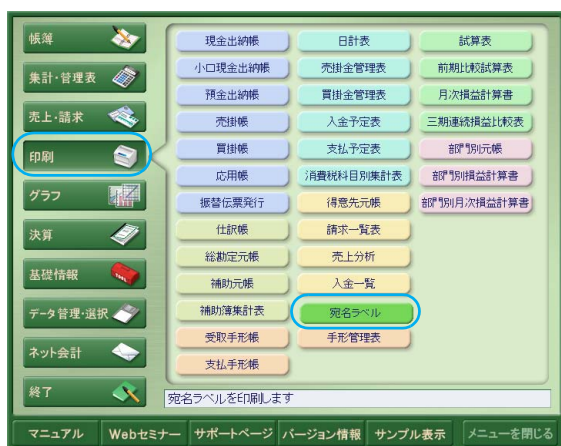 帳簿
集計・管理表
売上・請求
印刷
グラフ
決算
基礎情報
データ管理・選択
ネット会計
終了
現金出納帳
小口現金出納帳
預金出納帳
売掛帳
買掛帳
応用帳
振替伝票発行
仕訳帳
総勘定元帳
補助元帳
補助簿集計表
受取手形帳
支払手形帳
日計表
売掛金管理表
買掛金管理表
入金予定表
支払予定表
消費税科目別集計表
得意先元帳
請求一覧表
売上分析
入金一覧
宛名ラベル
手形管理表
試算表
前期比較試算表
月次損益計算書
三期連続損益比較表
部門別元帳
部門別損益計算書
部門別月次損益計算書
宛名ラベルを印刷します
マニュアル Webセミナー サポートページ バージョン情報 サンプル表示 メニューを閉じる